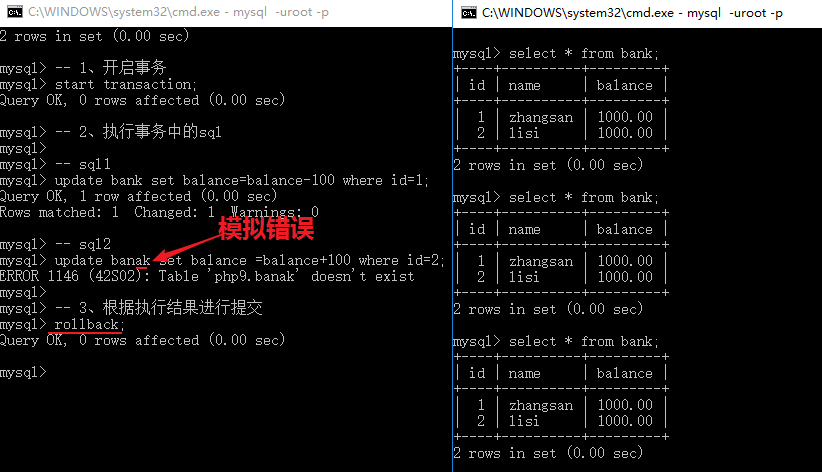 C:\WINDOWS\system32\cmd.exe - mysql  -uroot -p
2 rows in set (0.00 sec)
mysql> -- 1、开启事务
mysql> start transaction;
Query OK, 0 rows affected (0.00 sec)
mysql> -- 2、执行事务中的sql
mysql>
mysql> -- sql1
mysql> update bank set balance=balance-100 where id=1;
Query OK, 1 row affected (0.00 sec)
Rows matched: 1  Changed: 1  Warnings: 0
模拟错误
mysql> -- sql2
mysql> update banak set balance =balance+100 where id=2;
ERROR 1146 (42S02): Table 'php9.banak' doesn't exist
mysql>
mysql> -- 3、根据执行结果进行提交
mysql> rollback;
Query OK, 0 rows affected (0.00 sec)
mysql>
C:\WINDOWS\system32\cmd.exe - mysql  -uroot -p
mysql> select * from bank;
+----+----------+---------+
| id | name     | balance |
+----+----------+---------+
|  1 | zhangsan | 1000.00 |
|  2 | lisi     | 1000.00 |
+----+----------+---------+
2 rows in set (0.00 sec)
mysql> select * from bank;
+----+----------+---------+
| id | name     | balance |
+----+----------+---------+
|  1 | zhangsan | 1000.00 |
|  2 | lisi     | 1000.00 |
+----+----------+---------+
2 rows in set (0.00 sec)
mysql> select * from bank;
+----+----------+---------+
| id | name     | balance |
+----+----------+---------+
|  1 | zhangsan | 1000.00 |
|  2 | lisi     | 1000.00 |
+----+----------+---------+
2 rows in set (0.00 sec)